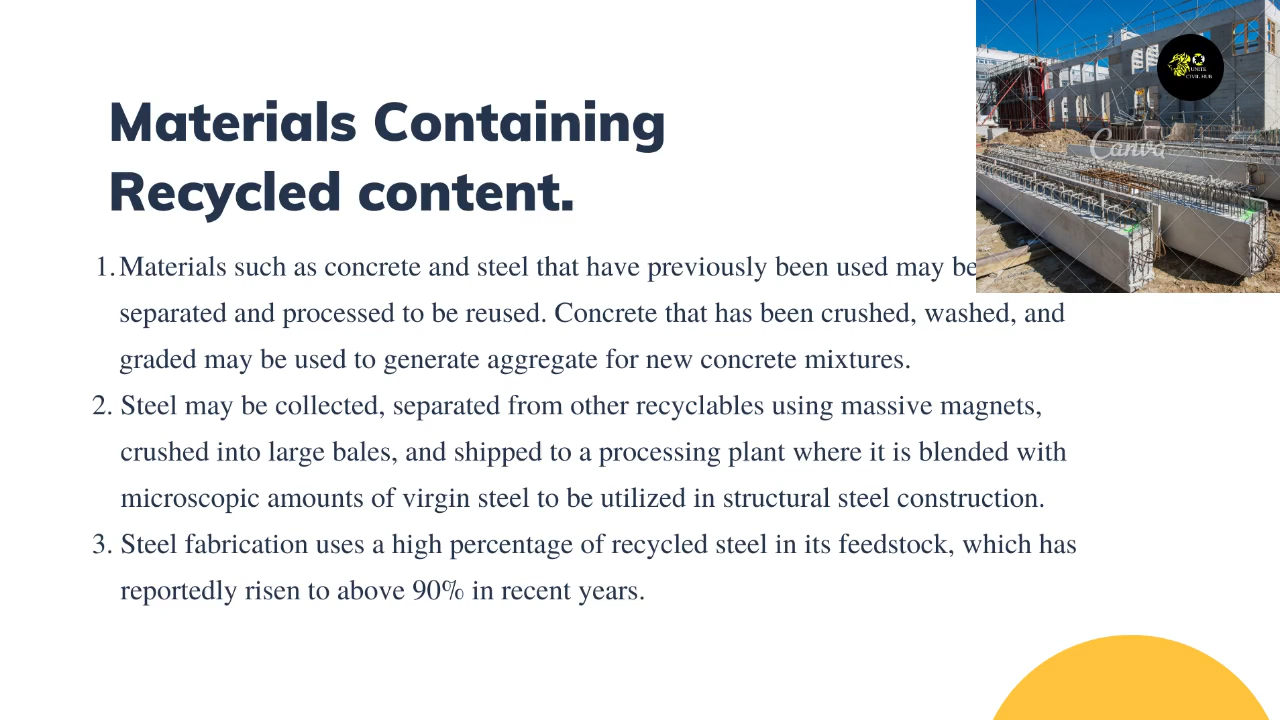 Materials Containing
Recycled content.
1. Materials such as concrete and steel that have previously been used may be
separated and processed to be reused. Concrete that has been crushed, washed, and
graded may be used to generate aggregate for new concrete mixtures.
2. Steel may be collected, separated from other recyclables using massive magnets,
crushed into large bales, and shipped to a processing plant where it is blended with
microscopic amounts of virgin steel to be utilized in structural steel construction.
3. Steel fabrication uses a high percentage of recycled steel in its feedstock, which has
reportedly risen to above 90% in recent years.
UNITE
CIVIL HUB
Canva